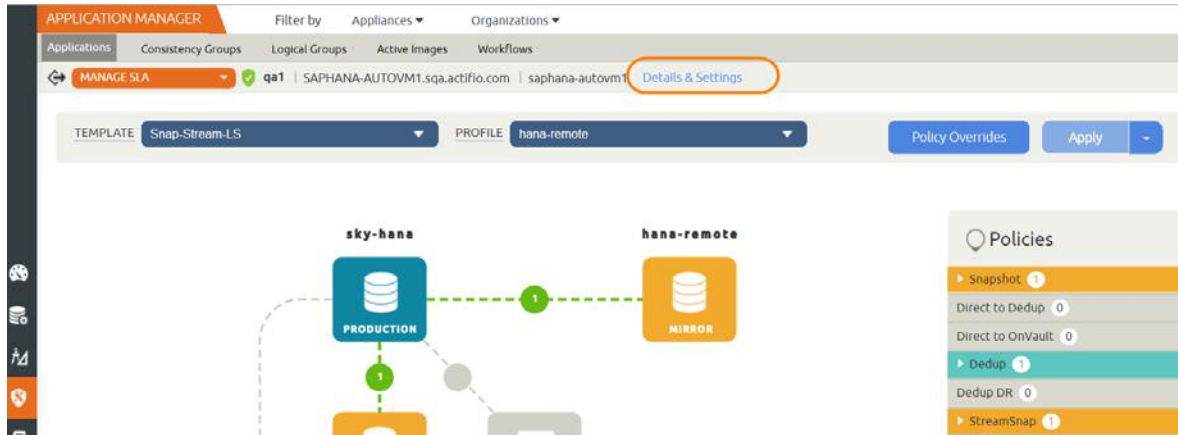 APPLICATION MANAGER Filter by Appliances Organizations
Applications Consistency Groups Logical Groups Active Images Workflows
MANAGE SLA qa1 | SAPHANA-AUTOVM1.sqa.actifio.com | saphana-autovm1 Details & Settings
TEMPLATE Snap-Stream-LS PROFILE hana-remote Policy Overrides Apply
sky-hana hana-remote
PRODUCTION 1 MIRROR
1
Policies
Snapshot 1
Direct to Dedup 0
Direct to OnVault 0
Dedup 1
Dedup DR 0
StreamSnap 1